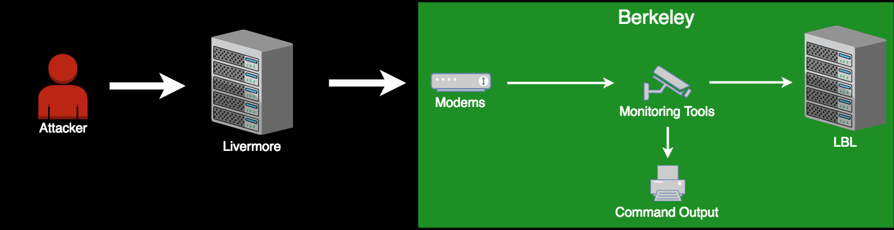 Berkeley
Attacker
Livermore
Modems
Monitoring Tools
LBL
Command Output